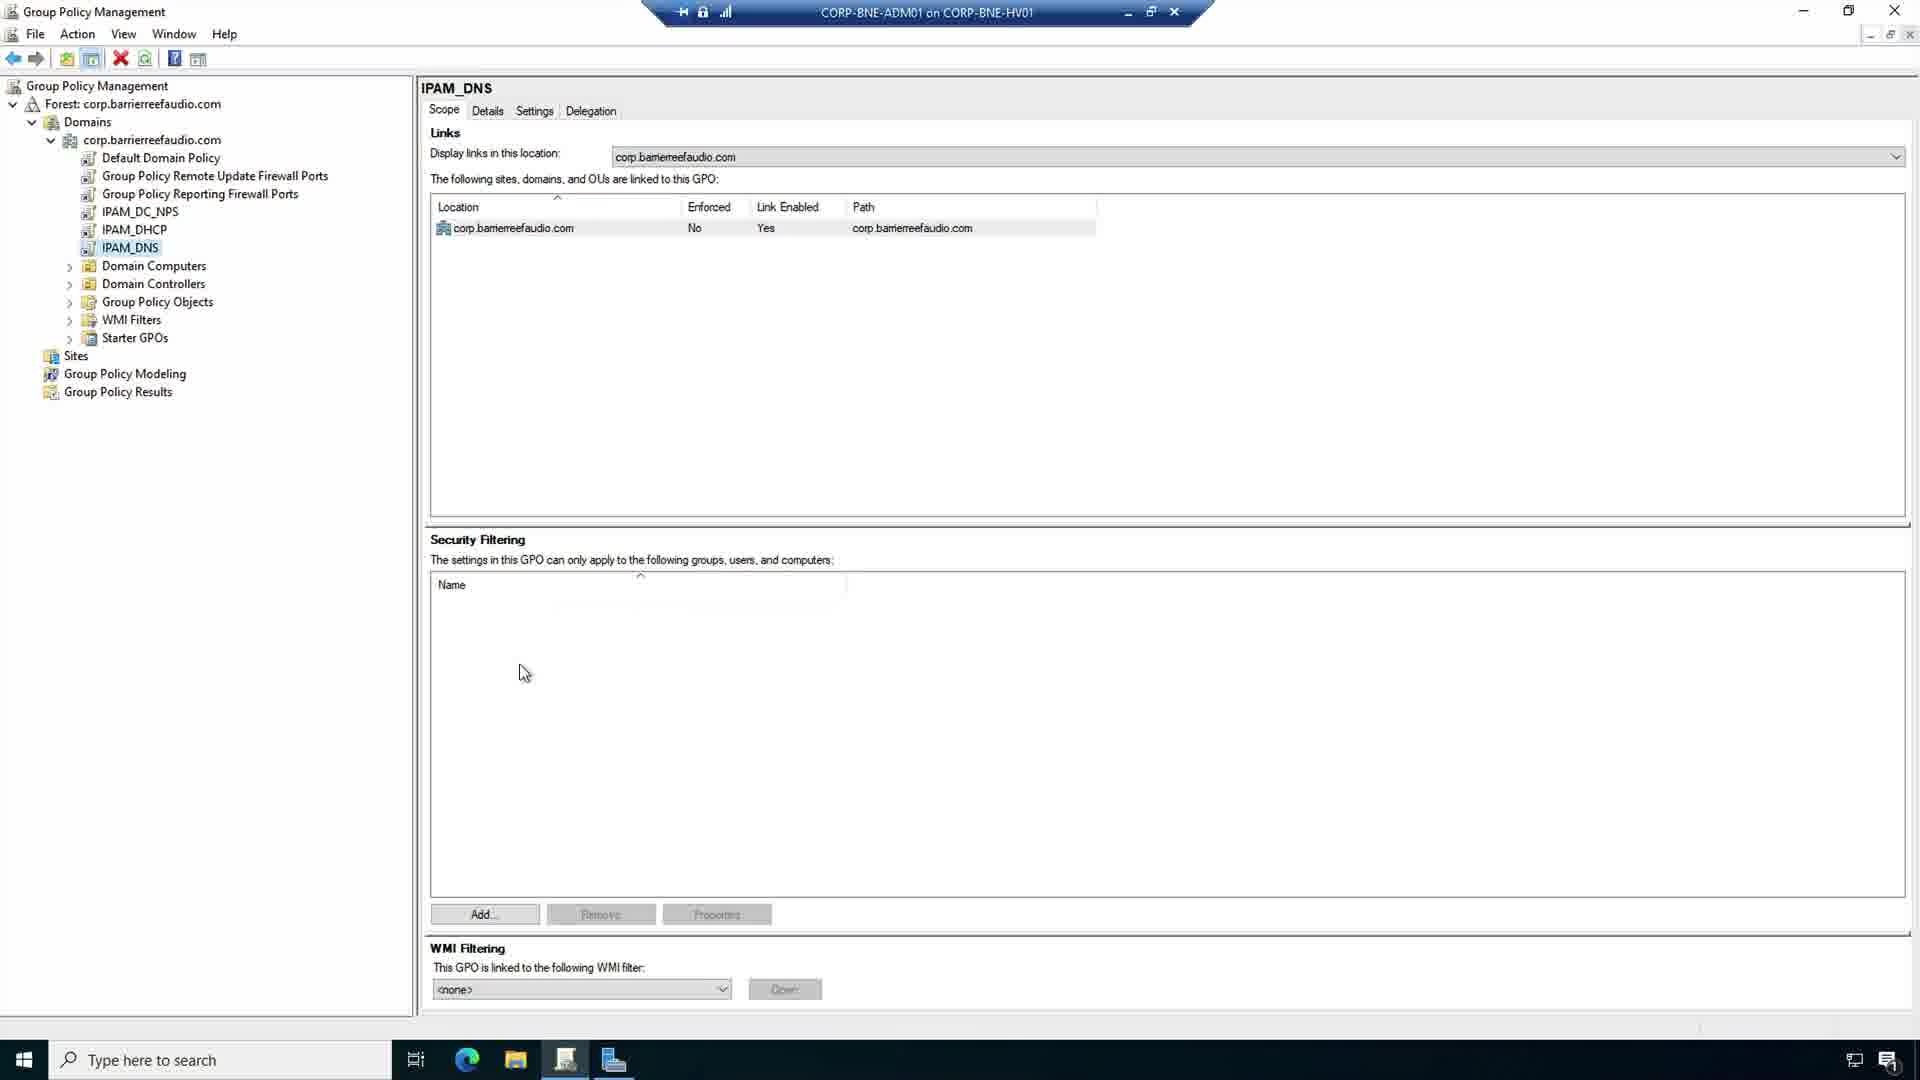 Group Policy Management
CORP-BNE-ADM01 on CORP-BNE-HV01
File Action View Window Help
Group Policy Management
Forest: corp.barrierreefaudio.com
Domains
corp.barrierreefaudio.com
Default Domain Policy
Group Policy Remote Update Firewall Ports
Group Policy Reporting Firewall Ports
IPAM_DC_NPS
IPAM_DHCP
IPAM_DNS
Domain Computers
Domain Controllers
Group Policy Objects
WMI Filters
Starter GPOs
Sites
Group Policy Modeling
Group Policy Results
IPAM_DNS
Scope Details Settings Delegation
Links
Display links in this location: corp.barrierreefaudio.com
The following sites, domains, and OUs are linked to this GPO:
Location Enforced Link Enabled Path
corp.barrierreefaudio.com No Yes corp.barrierreefaudio.com
Security Filtering
The settings in this GPO can only apply to the following groups, users, and computers:
Name
Add... Remove Properties
WMI Filtering
This GPO is linked to the following WMI filter:
<none> Open
Type here to search
1